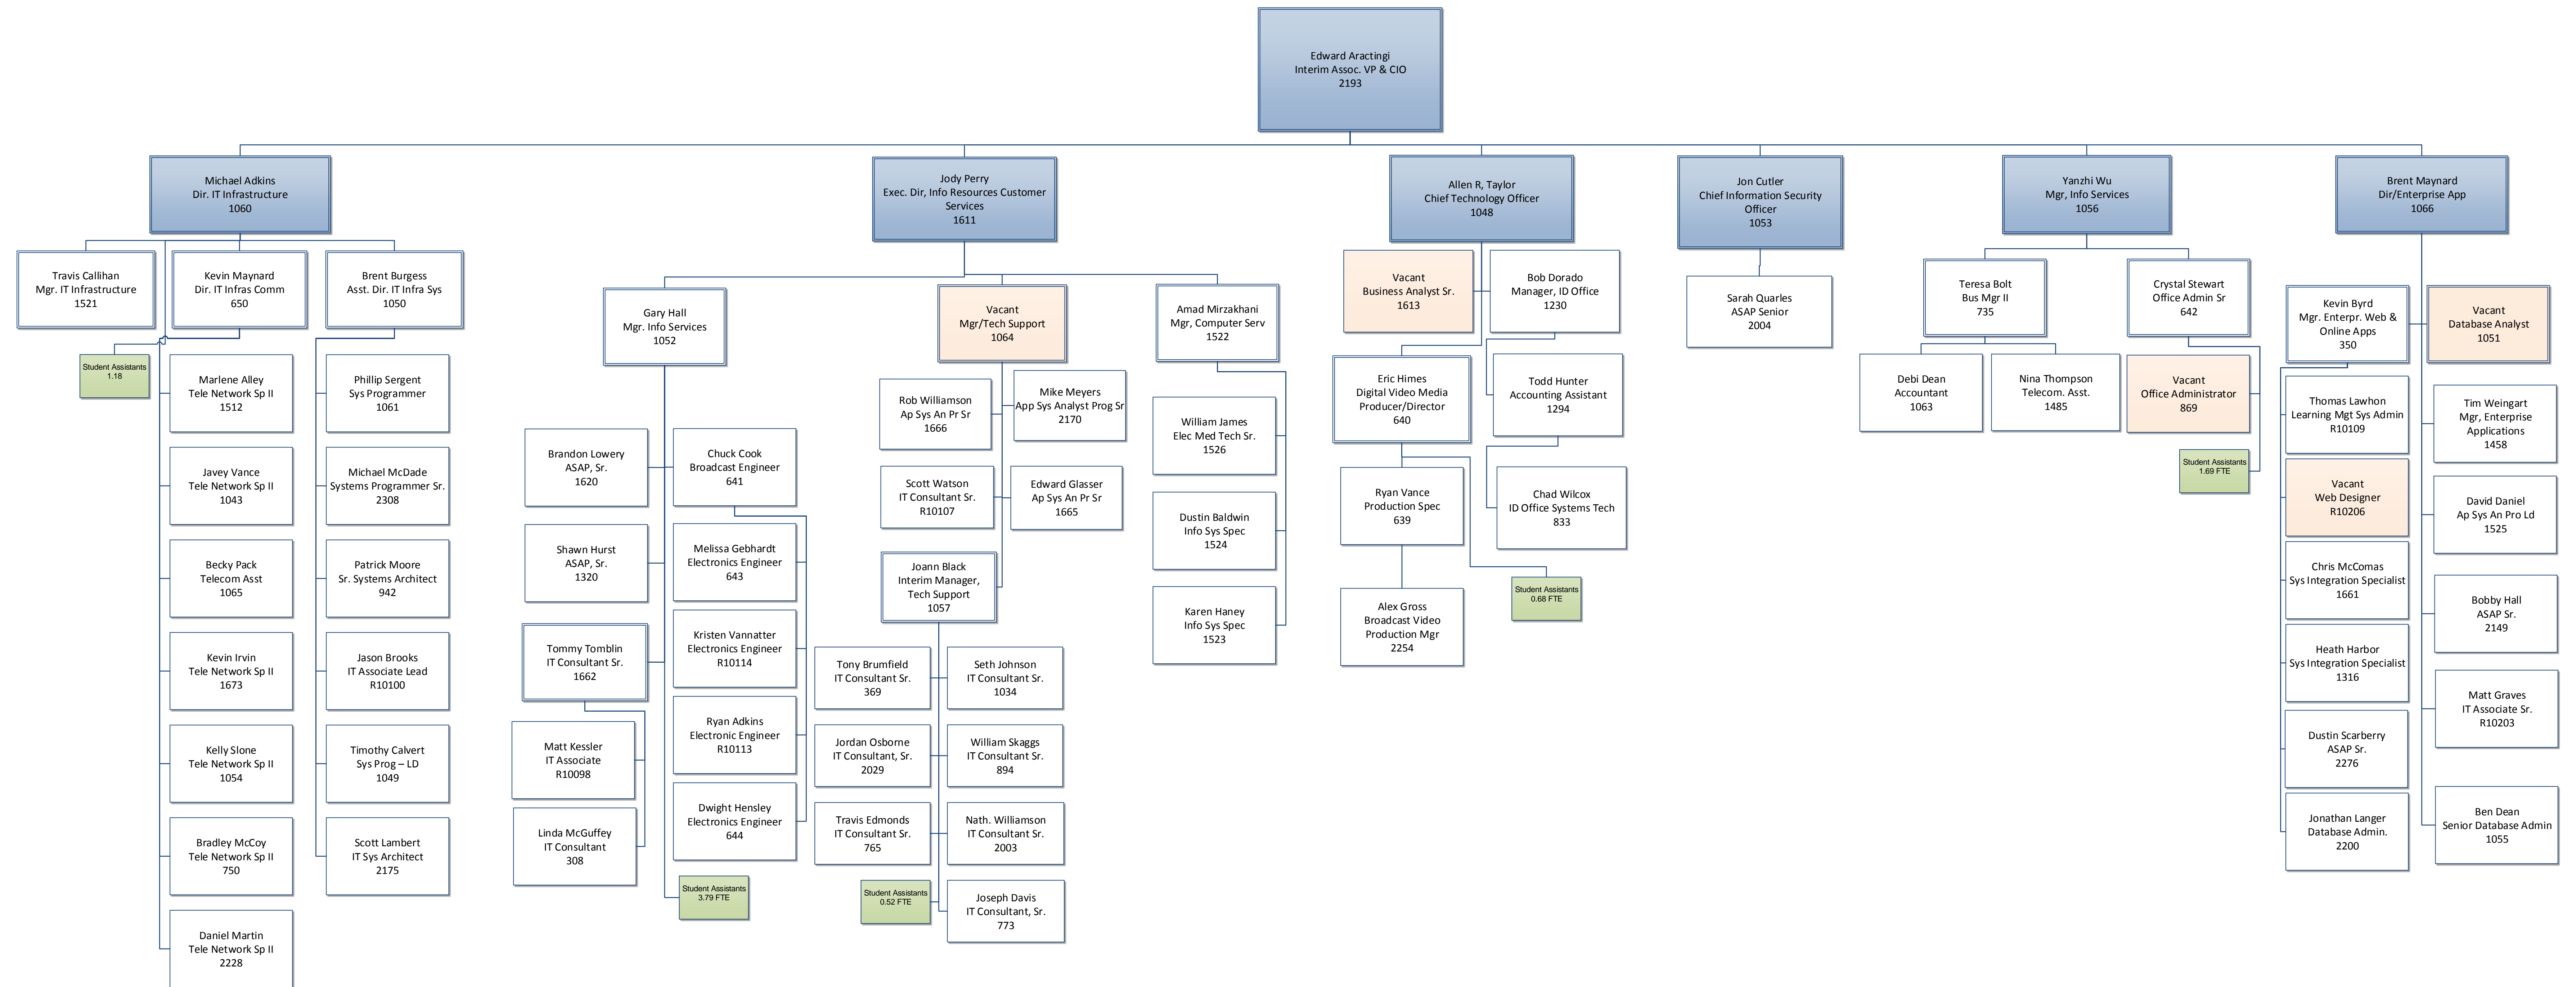 Edward Aractingi
Interim Assoc. VP & CIO
2193
Michael Adkins
Dir. IT Infrastructure
1060
Jody Perry
Exec. Dir, Info Resources Customer
Services
1611
Allen R, Taylor
Chief Technology Officer
1048
Jon Cutler
Chief Information Security
Officer
1053
Yanzhi Wu
Mgr, Info Services
1056
Brent Maynard
Dir/Enterprise App
1066
Travis Callihan
Mgr. IT Infrastructure
1521
Kevin Maynard
Dir. IT Infras Comm
650
Brent Burgess
Asst. Dir. IT Infra Sys
1050
Student Assistants
1.18
Marlene Alley
Tele Network Sp II
1512
Javey Vance
Tele Network Sp II
1043
Becky Pack
Telecom Asst
1065
Kevin Irvin
Tele Network Sp II
1673
Kelly Slone
Tele Network Sp II
1054
Bradley McCoy
Tele Network Sp II
750
Daniel Martin
Tele Network Sp II
2228
Phillip Sergent
Sys Programmer
1061
Michael McDade
Systems Programmer Sr.
2308
Patrick Moore
Sr. Systems Architect
942
Jason Brooks
IT Associate Lead
R10100
Timothy Calvert
Sys Prog – LD
1049
Scott Lambert
IT Sys Architect
2175
Gary Hall
Mgr. Info Services
1052
Brandon Lowery
ASAP, Sr.
1620
Shawn Hurst
ASAP, Sr.
1320
Tommy Tomblin
IT Consultant Sr.
1662
Matt Kessler
IT Associate
R10098
Linda McGuffey
IT Consultant
308
Chuck Cook
Broadcast Engineer
641
Melissa Gebhardt
Electronics Engineer
643
Kristen Vannatter
Electronics Engineer
R10114
Ryan Adkins
Electronic Engineer
R10113
Dwight Hensley
Electronics Engineer
644
Student Assistants
3.79 FTE
Vacant
Mgr/Tech Support
1064
Rob Williamson
Ap Sys An Pr Sr
1666
Mike Meyers
App Sys Analyst Prog Sr
2170
Scott Watson
IT Consultant Sr.
R10107
Edward Glasser
Ap Sys An Pr Sr
1665
Joann Black
Interim Manager,
Tech Support
1057
Tony Brumfield
IT Consultant Sr.
369
Seth Johnson
IT Consultant Sr.
1034
Jordan Osborne
IT Consultant, Sr.
2029
William Skaggs
IT Consultant Sr.
894
Travis Edmonds
IT Consultant Sr.
765
Nath. Williamson
IT Consultant Sr.
2003
Student Assistants
0.52 FTE
Joseph Davis
IT Consultant, Sr.
773
Amad Mirzakhani
Mgr, Computer Serv
1522
William James
Elec Med Tech Sr.
1526
Dustin Baldwin
Info Sys Spec
1524
Karen Haney
Info Sys Spec
1523
Vacant
Business Analyst Sr.
1613
Bob Dorado
Manager, ID Office
1230
Eric Himes
Digital Video Media
Producer/Director
640
Todd Hunter
Accounting Assistant
1294
Ryan Vance
Production Spec
639
Chad Wilcox
ID Office Systems Tech
833
Alex Gross
Broadcast Video
Production Mgr
2254
Student Assistants
0.68 FTE
Sarah Quarles
ASAP Senior
2004
Teresa Bolt
Bus Mgr II
735
Crystal Stewart
Office Admin Sr
642
Debi Dean
Accountant
1063
Nina Thompson
Telecom. Asst.
1485
Vacant
Office Administrator
869
Student Assistants
1.69 FTE
Kevin Byrd
Mgr. Enterpr. Web &
Online Apps
350
Vacant
Database Analyst
1051
Thomas Lawhon
Learning Mgt Sys Admin
R10109
Vacant
Web Designer
R10206
Chris McComas
Sys Integration Specialist
1661
Heath Harbor
Sys Integration Specialist
1316
Dustin Scarberry
ASAP Sr.
2276
Jonathan Langer
Database Admin.
2200
Tim Weingart
Mgr, Enterprise
Applications
1458
David Daniel
Ap Sys An Pro Ld
1525
Bobby Hall
ASAP Sr.
2149
Matt Graves
IT Associate Sr.
R10203
Ben Dean
Senior Database Admin
1055